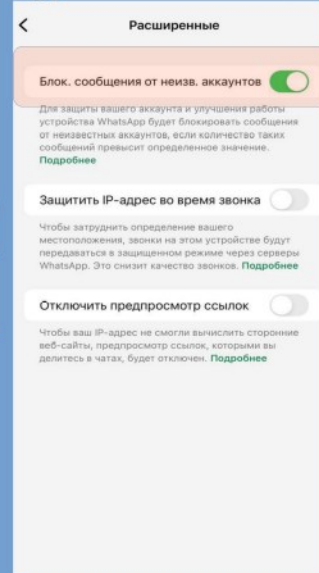 Расширенные
Блок. сообщения от неизв. аккаунтов
Для защиты вашего аккаунта и улучшения работы
устройства WhatsApp будет блокировать сообщения
от неизвестных аккаунтов, если количество таких
сообщений превысит определенное значение.
Подробнее
Защитить IP-адрес во время звонка
Чтобы затруднить определение вашего
местоположения, звонки на этом устройстве будут
передаваться в защищенном режиме через серверы
WhatsApp. Это снизит качество звонков. Подробнее
Отключить предпросмотр ссылок
Чтобы ваш IP-адрес не смогли вычислить сторонние
веб-сайты, предпросмотр ссылок, которыми вы
делитесь в чатах, будет отключен. Подробнее